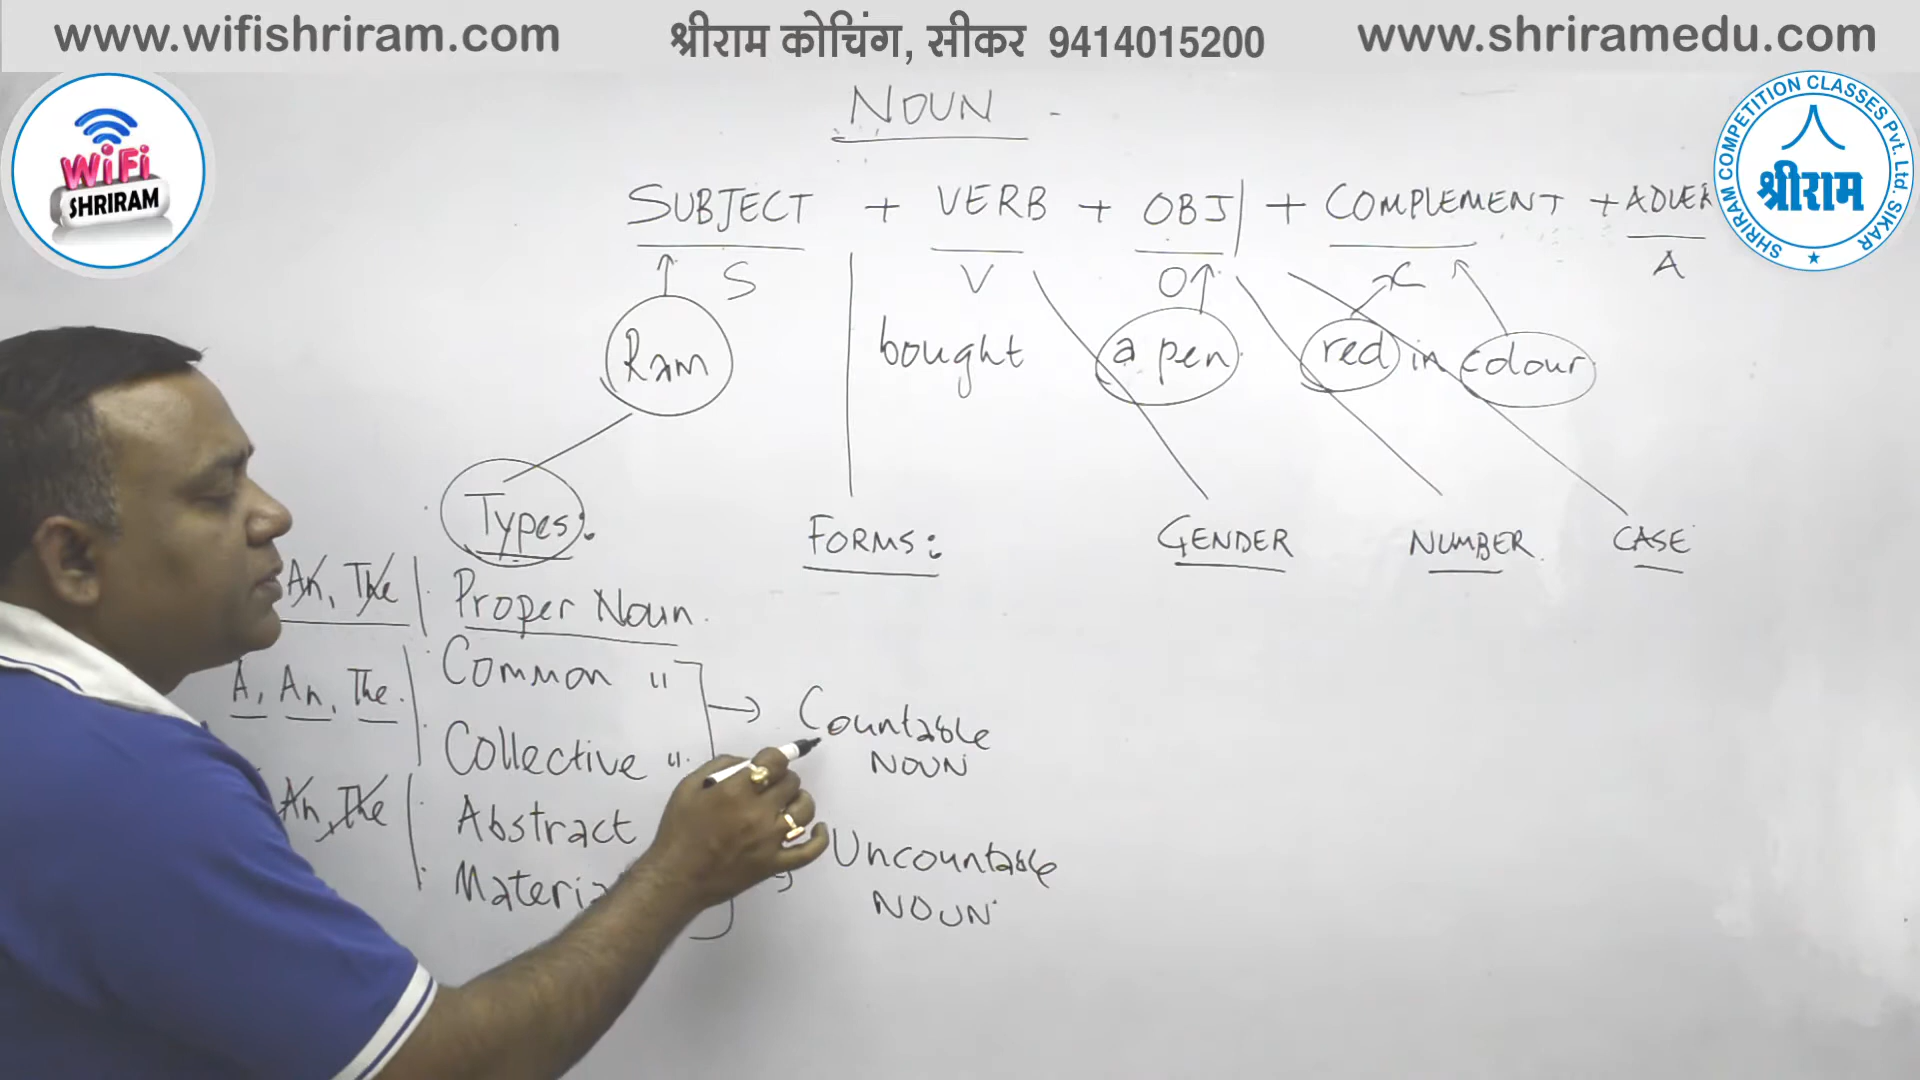 www.wifishriram.com
श्रीराम कोचिंग, सीकर 9414015200
www.shriramedu.com
WiFi
SHRIRAM
SHRIRAM COMPETITION CLASSES Pvt. Ltd. SIKAR
श्रीराम
NOUN
SUBJECT + VERB + OBJ + COMPLEMENT + ADVER
S V O C A
Ram bought a pen red in colour
Types:
FORMS: GENDER NUMBER CASE
An, The Proper Noun.
A, An, The. Common "
Collective "
Countable
NOUN
An, The Abstract
Uncountable
NOUN